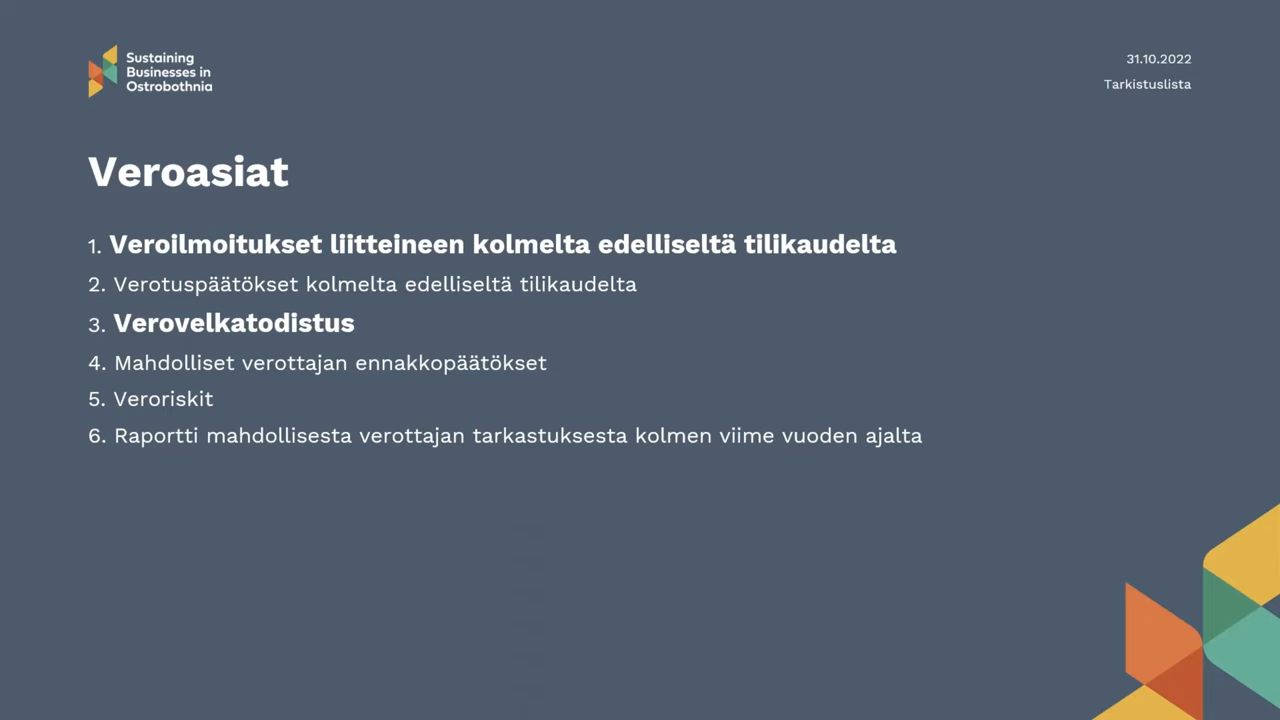 Sustaining
Businesses in
Ostrobothnia
31.10.2022
Tarkistuslista
Veroasiat
1. Veroilmoitukset liitteineen kolmelta edelliseltä tilikaudelta
2. Verotuspäätökset kolmelta edelliseltä tilikaudelta
3. Verovelkatodistus
4. Mahdolliset verottajan ennakkopäätökset
5. Veroriskit
6. Raportti mahdollisesta verottajan tarkastuksesta kolmen viime vuoden ajalta